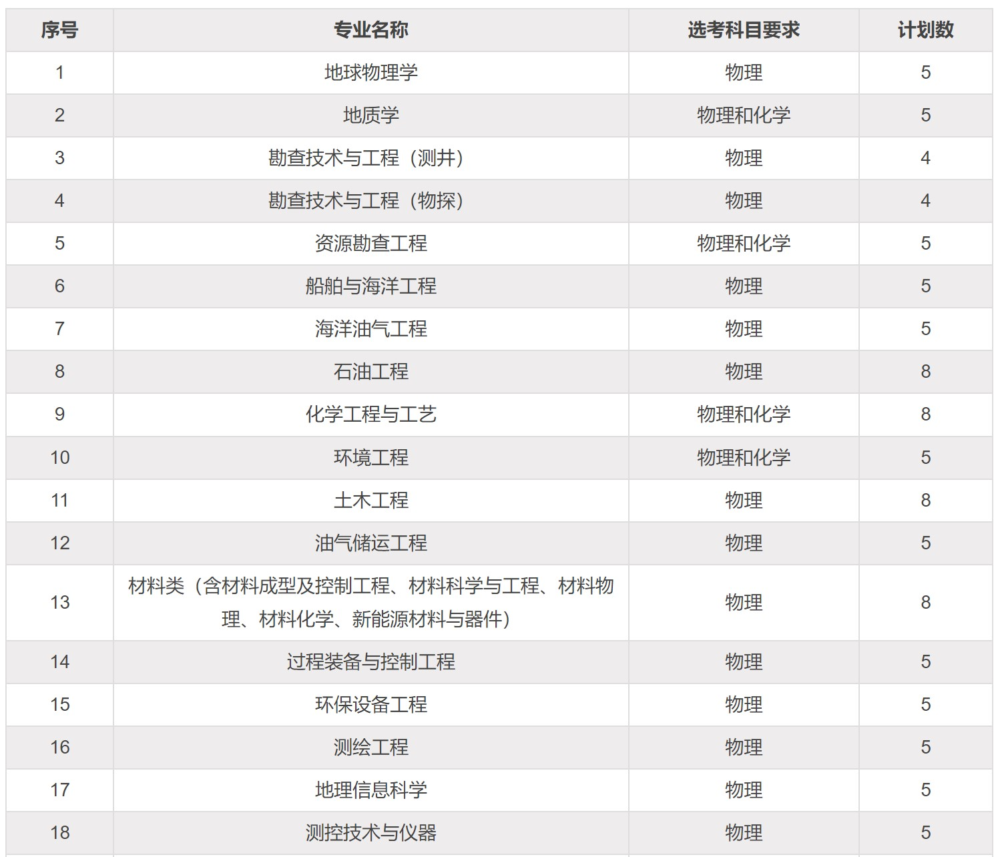 序号 专业名称 选考科目要求 计划数
1 地球物理学 物理 5
2 地质学 物理和化学 5
3 勘查技术与工程（测井） 物理 4
4 勘查技术与工程（物探） 物理 4
5 资源勘查工程 物理和化学 5
6 船舶与海洋工程 物理 5
7 海洋油气工程 物理 5
8 石油工程 物理 8
9 化学工程与工艺 物理和化学 8
10 环境工程 物理和化学 5
11 土木工程 物理 8
12 油气储运工程 物理 5
13 材料类（含材料成型及控制工程、材料科学与工程、材料物
理、材料化学、新能源材料与器件） 物理 8
14 过程装备与控制工程 物理 5
15 环保设备工程 物理 5
16 测绘工程 物理 5
17 地理信息科学 物理 5
18 测控技术与仪器 物理 5